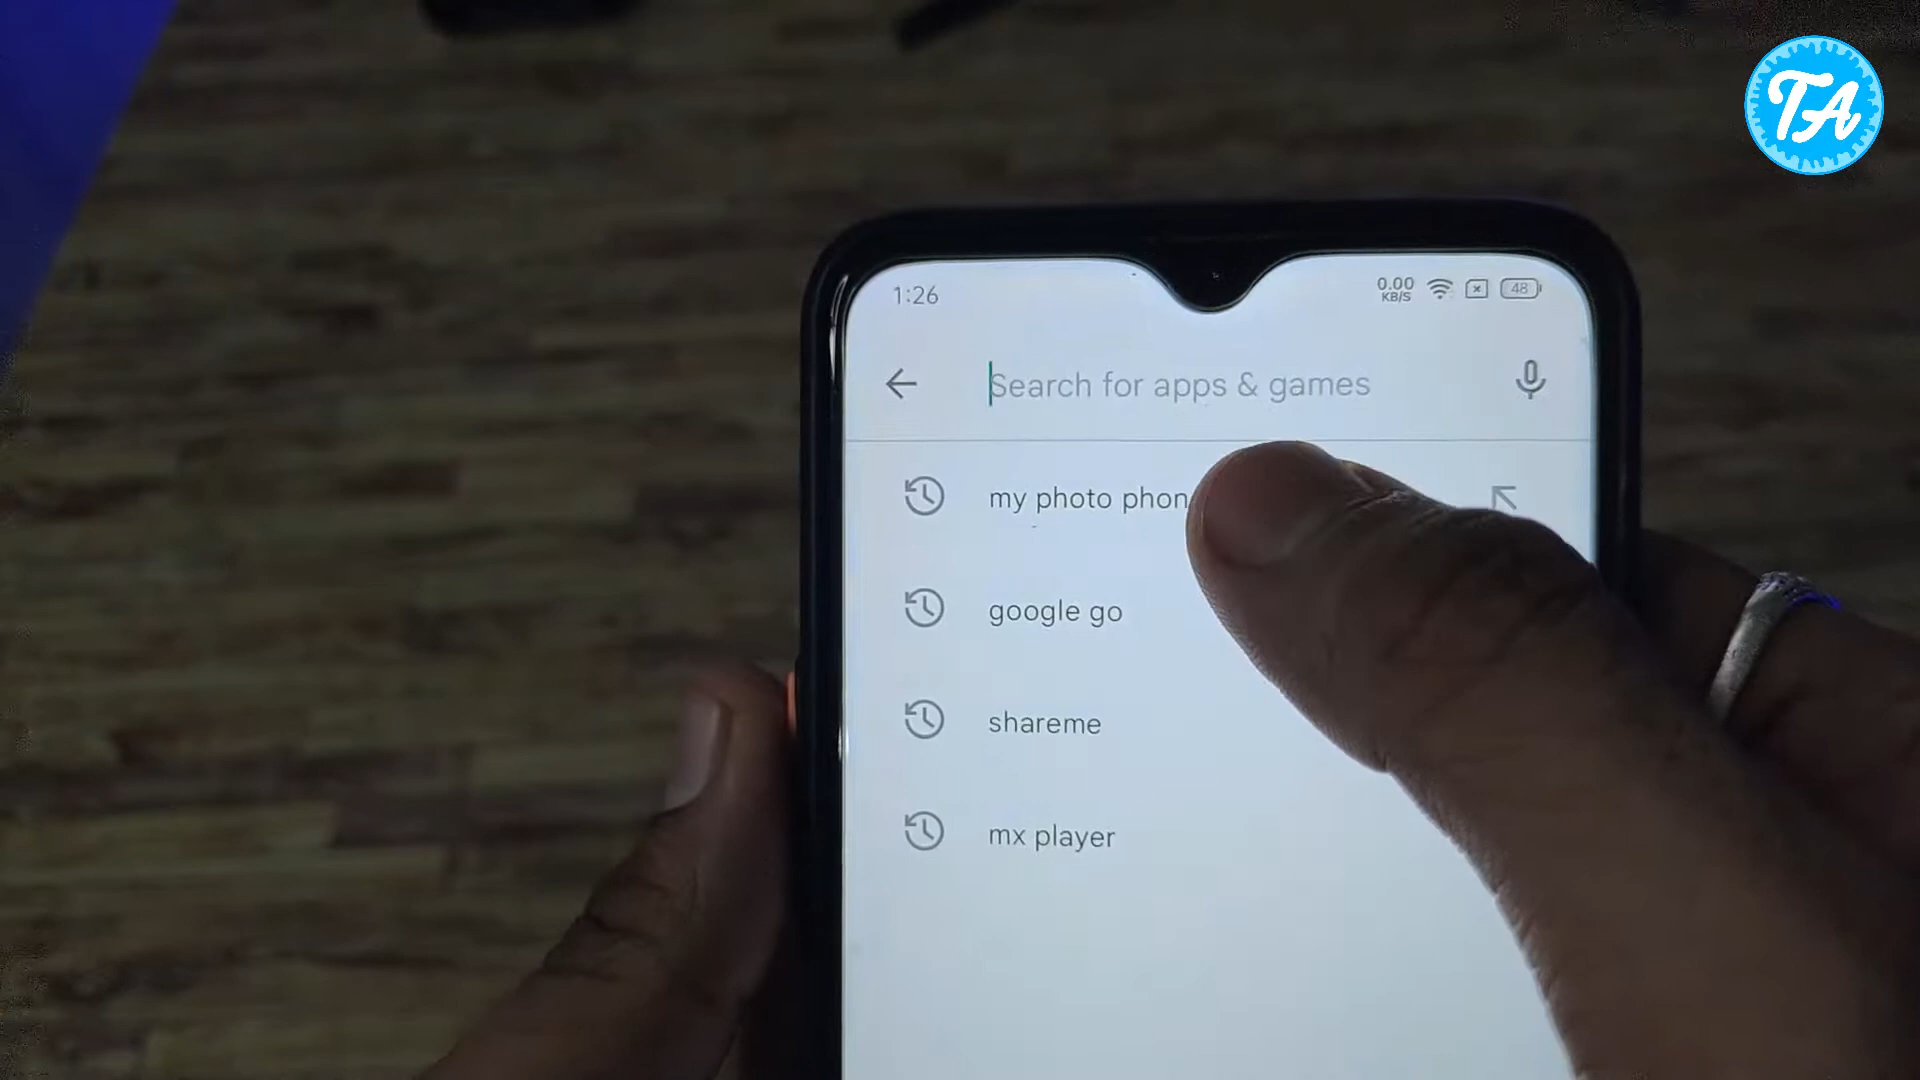 TA
1:26
0.00
KB/S
48
Search for apps & games
my photo phon
google go
shareme
mx player